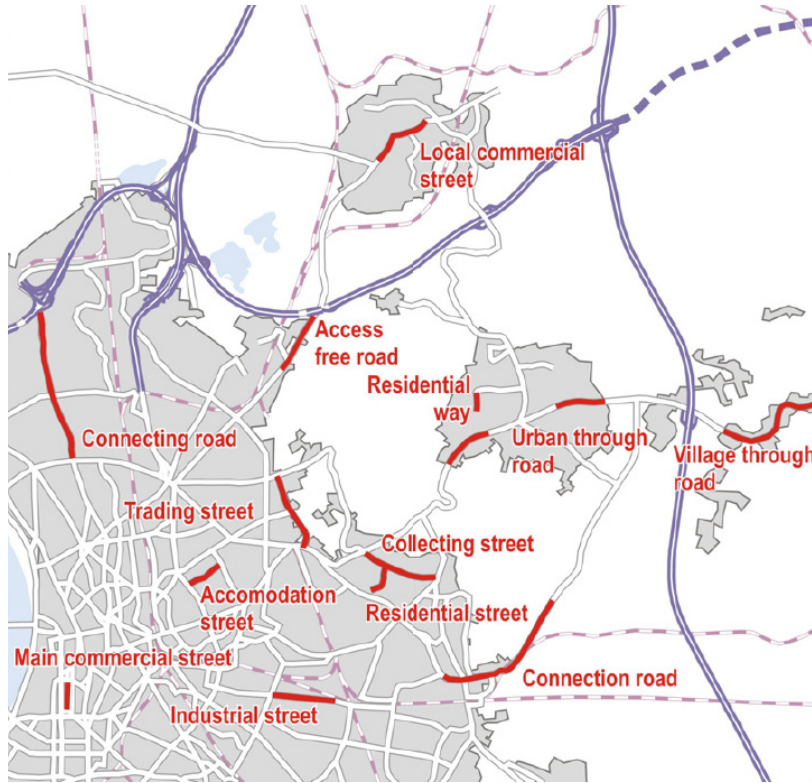 Local commercial
street
Access
free road
Residential
way
Connecting road
Urban through
road
Village through
road
Trading street
Collecting street
Accomodation
street
Residential street
Main commercial street
Connection road
Industrial street